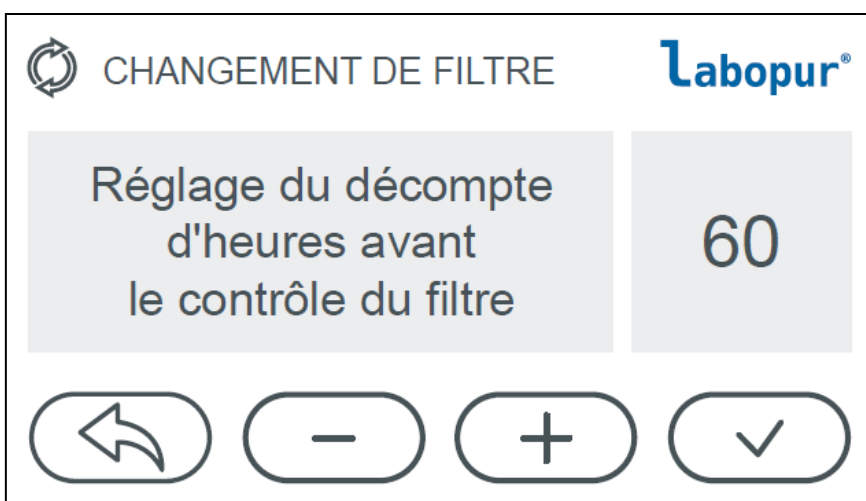 CHANGEMENT DE FILTRE
labopur®
Réglage du décompte
d'heures avant
le contrôle du filtre
60